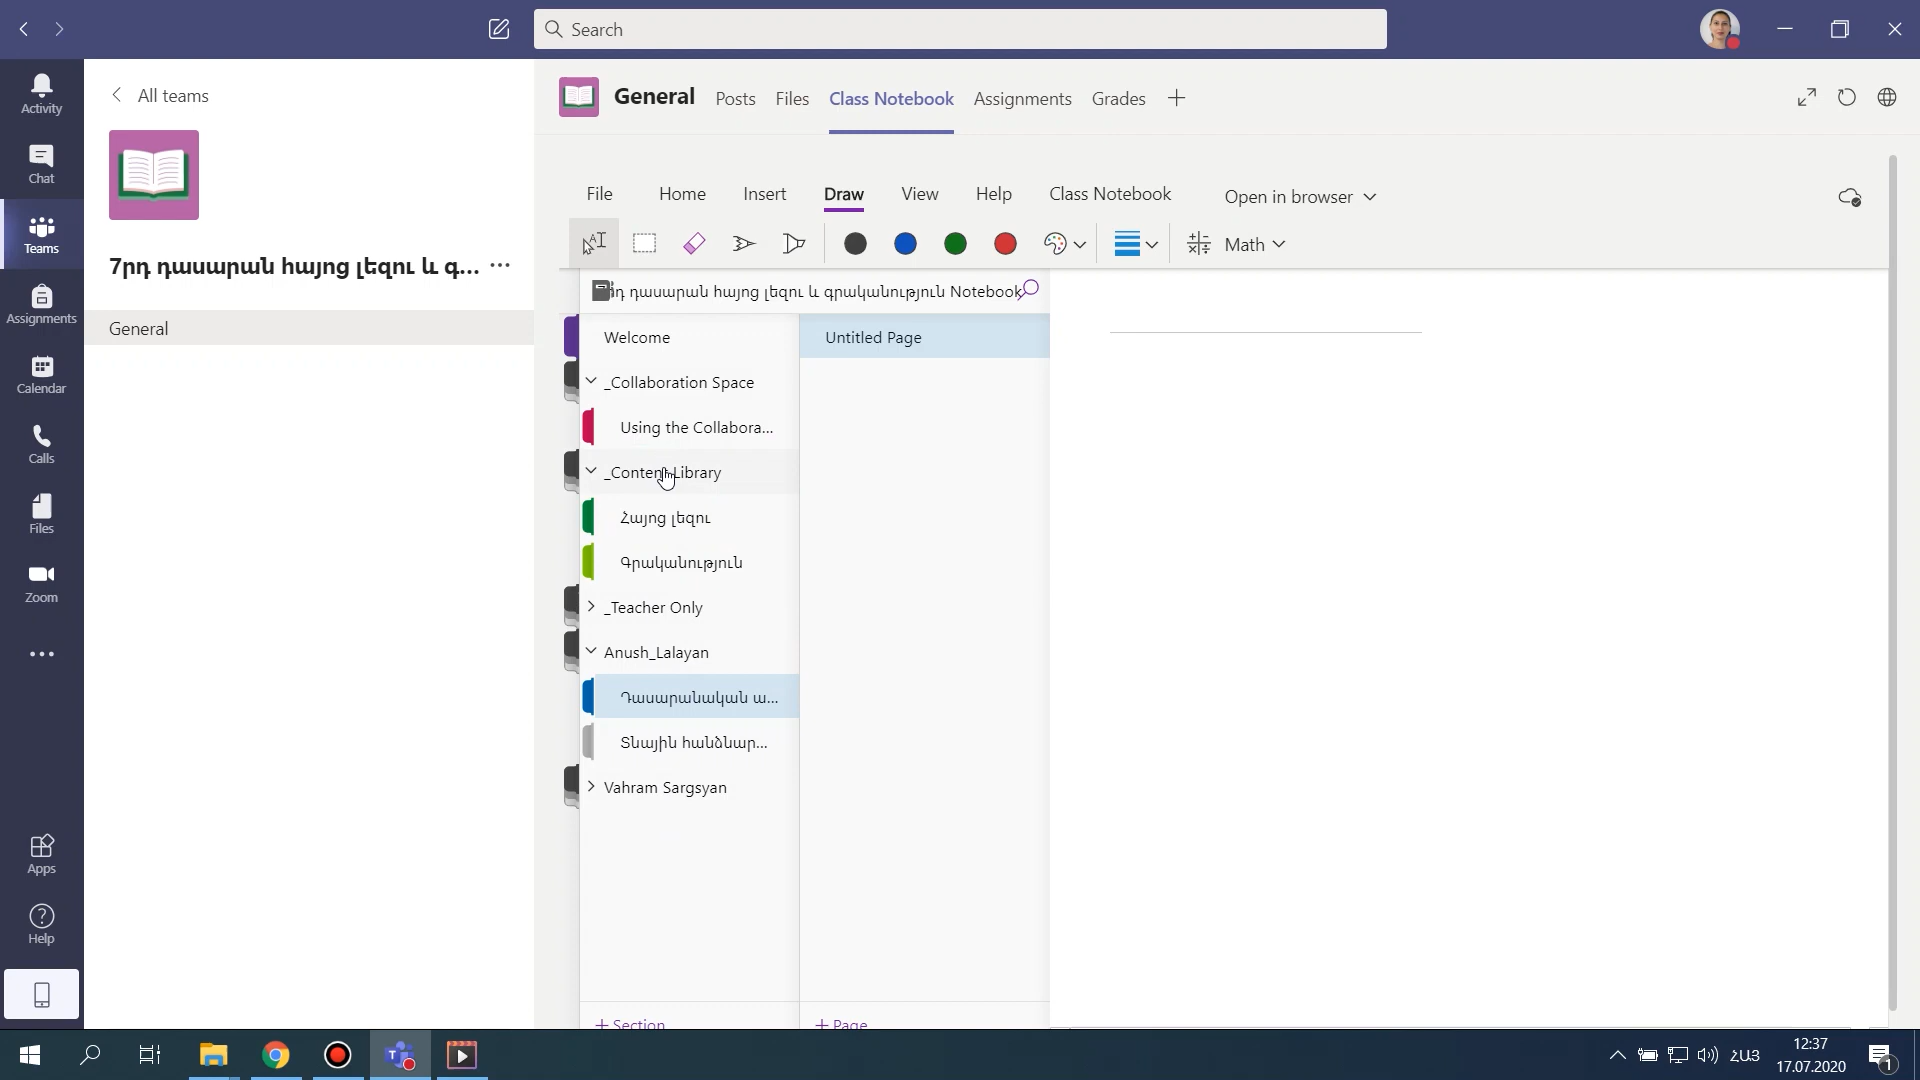 Search
Activity
Chat
Teams
Assignments
Calendar
Calls
Files
Zoom
Apps
Help
All teams
7րդ դասարան հայոց լեզու և գ...
General
General
Posts
Files
Class Notebook
Assignments
Grades
File
Home
Insert
Draw
View
Help
Class Notebook
Open in browser
Math
դ դասարան հայոց լեզու և գրականություն Notebook
Welcome
_Collaboration Space
Using the Collabora...
_Content Library
Հայոց լեզու
Գրականություն
_Teacher Only
Anush_Lalayan
Դասարանական ա...
Տնային հանձնար...
Vahram Sargsyan
+ Section
Untitled Page
+ Page
ՀԱՅ
12:37
17.07.2020
1